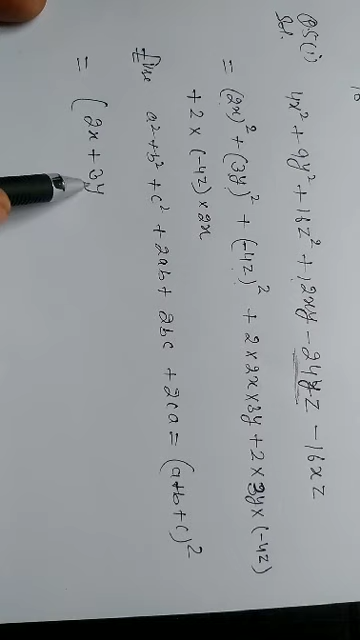 Q5(i)
Sol. 4x² + 9y² + 16z² + 12xy - 24yz - 16xz
= (2x)² + (3y)² + (-4z)² + 2 × 2x × 3y + 2 × 3y × (-4z)
+ 2 × (-4z) × 2x
Use a² + b² + c² + 2ab + 2bc + 2ca = (a+b+c)²
= (2x + 3y